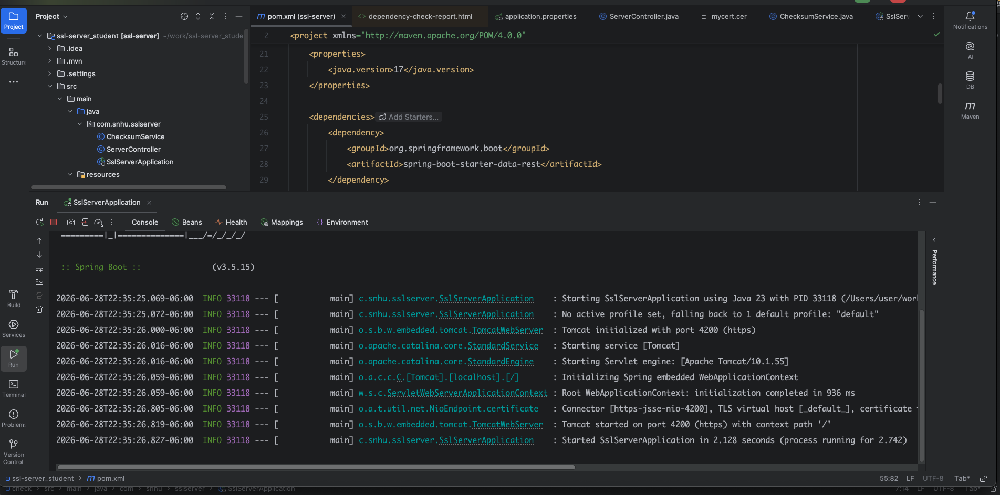 Project
pom.xml (ssl-server)
dependency-check-report.html
application.properties
ServerController.java
mycert.cer
ChecksumService.java
SslServ
Notifications
Project
Structure
ssl-server_student [ssl-server] ~/work/ssl-server_stude
.idea
.mvn
.settings
src
main
java
com.snhu.sslserver
ChecksumService
ServerController
SslServerApplication
resources
2 <project xmlns="http://maven.apache.org/POM/4.0.0"
21 <properties>
22 <java.version>17</java.version>
23 </properties>
24
25 <dependencies> Add Starters...
26 <dependency>
27 <groupId>org.springframework.boot</groupId>
28 <artifactId>spring-boot-starter-data-rest</artifactId>
29 </dependency>
AI
DB
Maven
Run SslServerApplication
Console Beans Health Mappings Environment
=========|_|==============|___/=/_/_/_/
:: Spring Boot :: (v3.5.15)
2026-06-28T22:35:25.069-06:00 INFO 33118 --- [ main] c.snhu.sslserver.SslServerApplication : Starting SslServerApplication using Java 23 with PID 33118 (/Users/user/work
2026-06-28T22:35:25.072-06:00 INFO 33118 --- [ main] c.snhu.sslserver.SslServerApplication : No active profile set, falling back to 1 default profile: "default"
2026-06-28T22:35:26.000-06:00 INFO 33118 --- [ main] o.s.b.w.embedded.tomcat.TomcatWebServer : Tomcat initialized with port 4200 (https)
2026-06-28T22:35:26.016-06:00 INFO 33118 --- [ main] o.apache.catalina.core.StandardService : Starting service [Tomcat]
2026-06-28T22:35:26.016-06:00 INFO 33118 --- [ main] o.apache.catalina.core.StandardEngine : Starting Servlet engine: [Apache Tomcat/10.1.55]
2026-06-28T22:35:26.059-06:00 INFO 33118 --- [ main] o.a.c.c.C.[Tomcat].[localhost].[/] : Initializing Spring embedded WebApplicationContext
2026-06-28T22:35:26.059-06:00 INFO 33118 --- [ main] w.s.c.ServletWebServerApplicationContext : Root WebApplicationContext: initialization completed in 936 ms
2026-06-28T22:35:26.805-06:00 INFO 33118 --- [ main] o.a.t.util.net.NioEndpoint.certificate : Connector [https-jsse-nio-4200], TLS virtual host [_default_], certificate
2026-06-28T22:35:26.819-06:00 INFO 33118 --- [ main] o.s.b.w.embedded.tomcat.TomcatWebServer : Tomcat started on port 4200 (https) with context path '/'
2026-06-28T22:35:26.827-06:00 INFO 33118 --- [ main] c.snhu.sslserver.SslServerApplication : Started SslServerApplication in 2.128 seconds (process running for 2.742)
Performance
Build
Services
Run
Terminal
Problems
Version
Control
ssl-server_student > pom.xml
55:82 LF UTF-8 Tab*
check > src > main > java > com > snhu > sslserver > SslServerApplication
7:14 LF UTF-8 Tab*